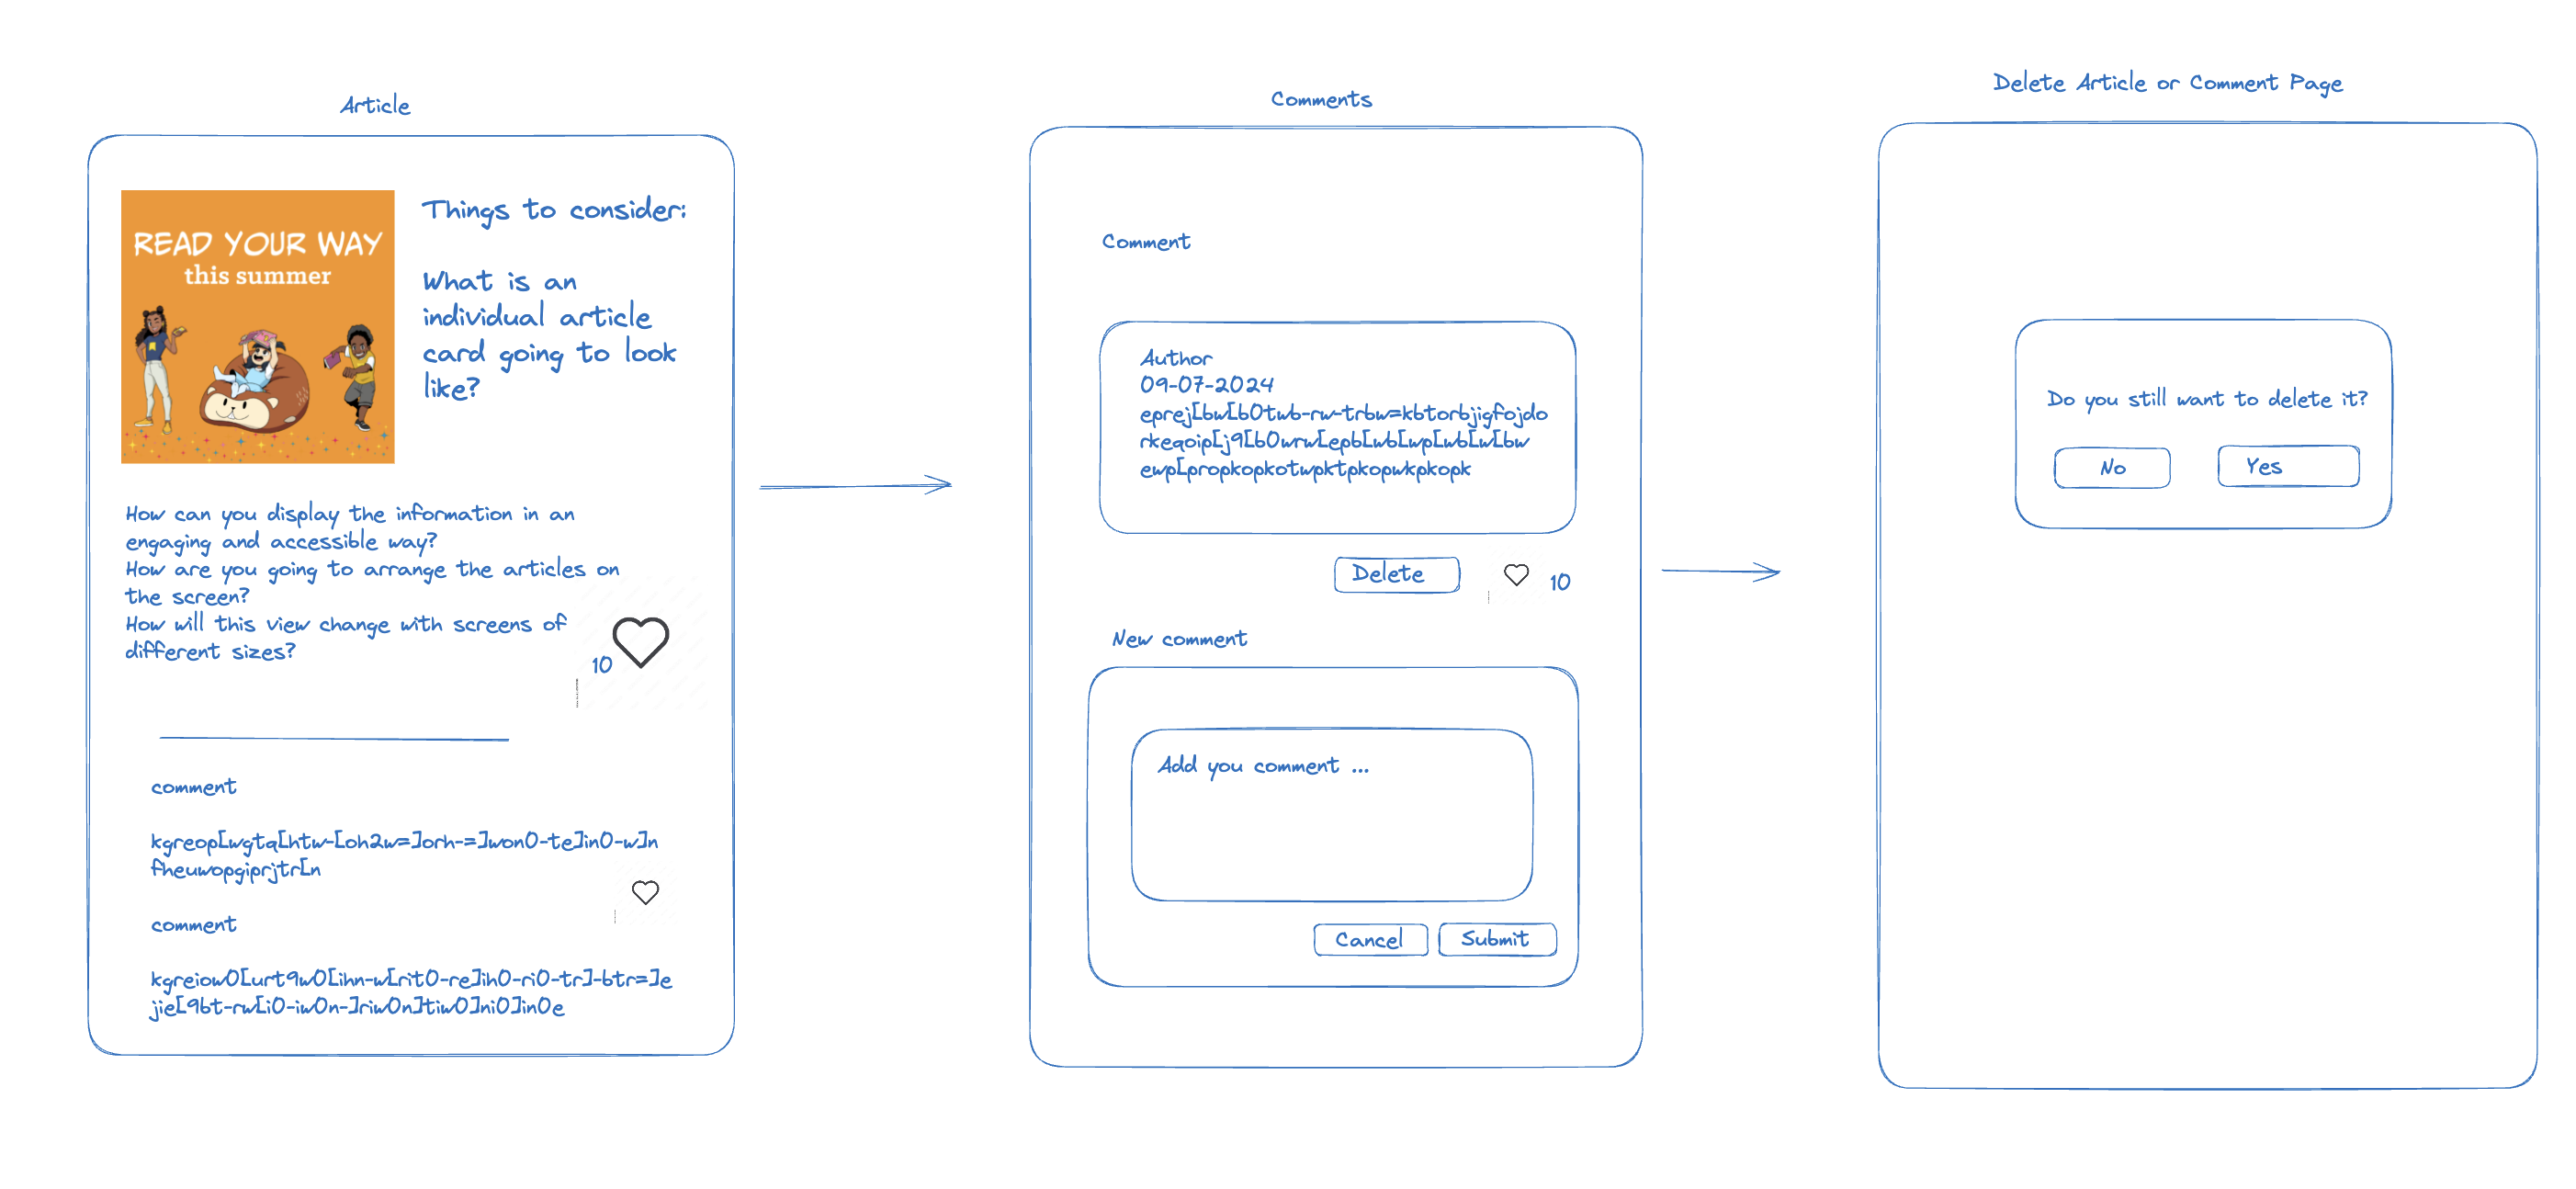 Article
READ YOUR WAY
this summer
Things to consider:
What is an
individual article
card going to look
like?
How can you display the information in an
engaging and accessible way?
How are you going to arrange the articles on
the screen?
How will this view change with screens of
different sizes?
10
comment
kgreop[wgtq[htw-[oh2w=]orh-=]won0-te]in0-w]n
fheuwopgiprjtr[n
comment
kgreiow0[urt9w0[ihn-w[rit0-re]ih0-ri0-tr]-btr=]e
jie[9bt-rw[i0-iw0n-]riw0n]tiw0]ni0]in0e
Comments
Comment
Author
09-07-2024
eprej[bw[b0twb-rw-trbw=kbtorbjigfojdo
rkeqoip[j9[b0wrw[epb[wb[wp[wb[w[bw
ewp[propkopkotwpktpkopwkpkopk
Delete
10
New comment
Add you comment ...
Cancel
Submit
Delete Article or Comment Page
Do you still want to delete it?
No
Yes